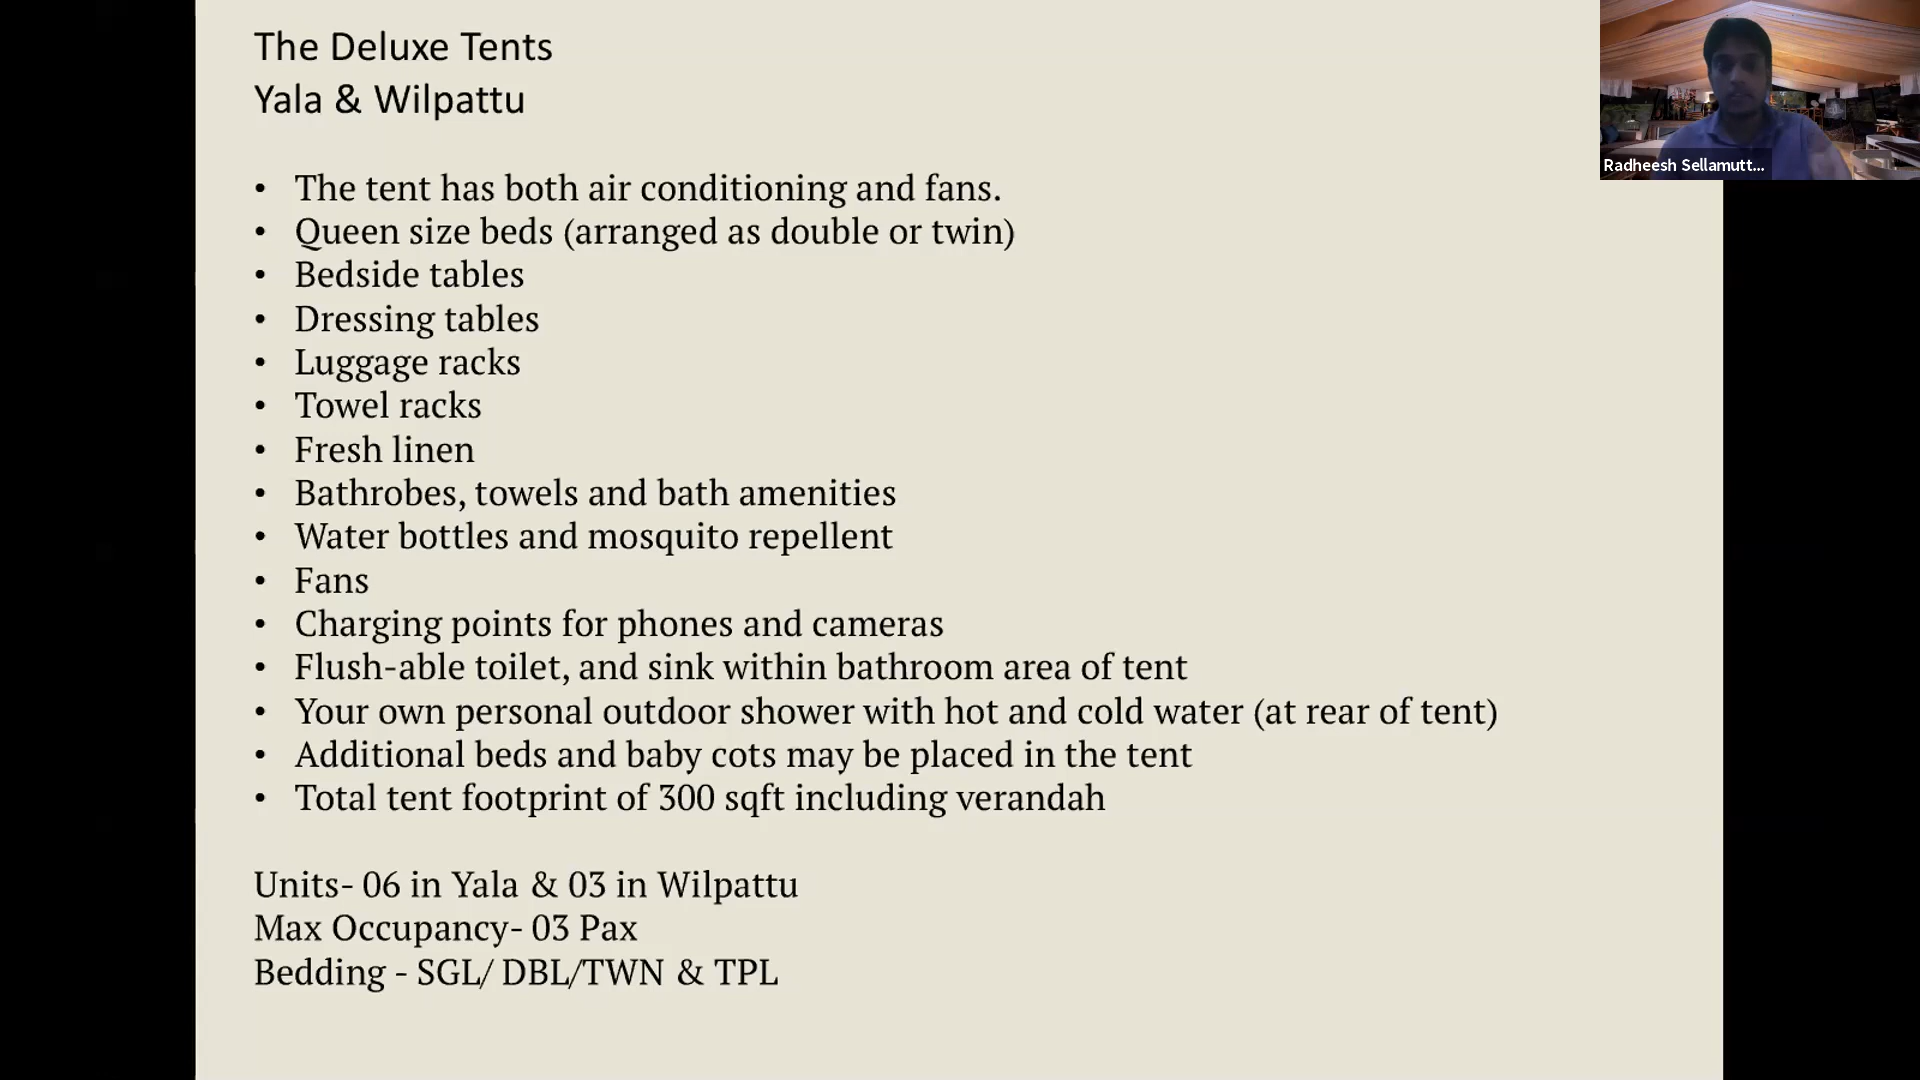 The Deluxe Tents
Yala & Wilpattu
• The tent has both air conditioning and fans.
• Queen size beds (arranged as double or twin)
• Bedside tables
• Dressing tables
• Luggage racks
• Towel racks
• Fresh linen
• Bathrobes, towels and bath amenities
• Water bottles and mosquito repellent
• Fans
• Charging points for phones and cameras
• Flush-able toilet, and sink within bathroom area of tent
• Your own personal outdoor shower with hot and cold water (at rear of tent)
• Additional beds and baby cots may be placed in the tent
• Total tent footprint of 300 sqft including verandah
Units- 06 in Yala & 03 in Wilpattu
Max Occupancy- 03 Pax
Bedding - SGL/ DBL/TWN & TPL
Radheesh Sellamutt...